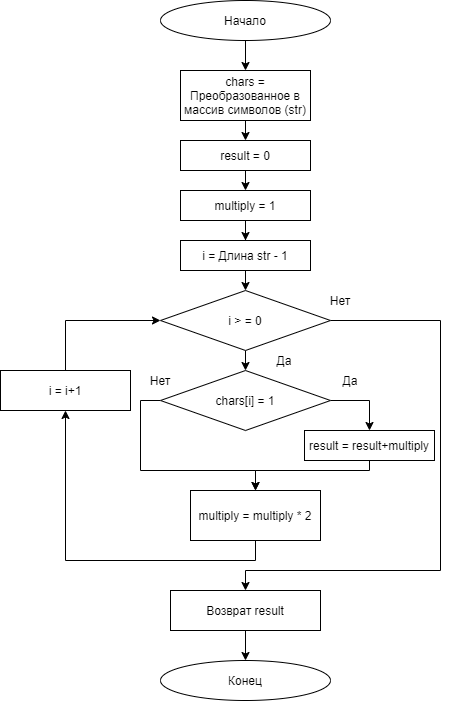 Начало
chars =
Преобразованное в
массив символов (str)
result = 0
multiply = 1
i = Длина str - 1
i > = 0
Нет
Да
i = i+1
Нет
chars[i] = 1
Да
result = result+multiply
multiply = multiply * 2
Возврат result
Конец